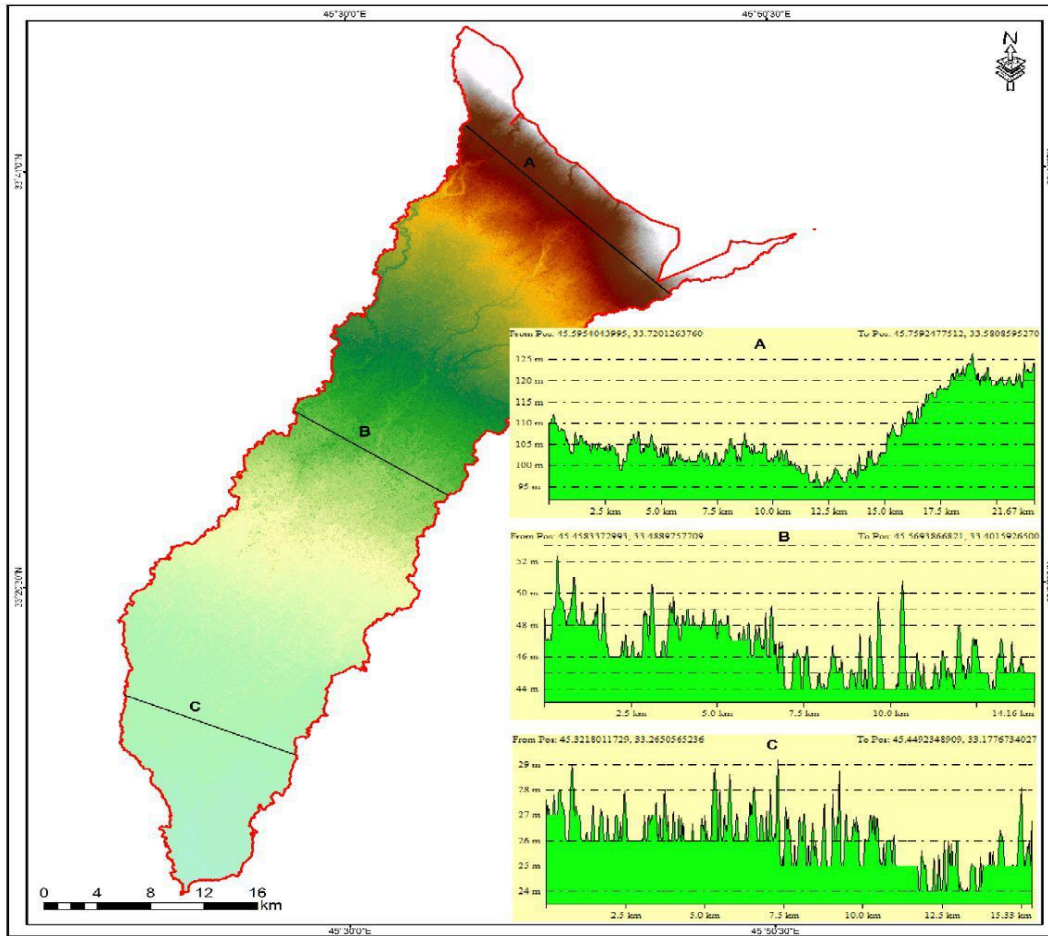 45°30'0"E 45°50'30"E
N
A
B
C
0 4 8 12 16
km
45°30'0"E 45°50'30"E
From Pos: 45.5954043995, 33.7201263760 To Pos: 45.7592477512, 33.5808595270
A
125 m
120 m
115 m
110 m
105 m
100 m
95 m
2.5 km 5.0 km 7.5 km 10.0 km 12.5 km 15.0 km 17.5 km 21.67 km
From Pos: 45.4583372993, 33.4889757709 To Pos: 45.5693866821, 33.4015926500
B
52 m
50 m
48 m
46 m
44 m
2.5 km 5.0 km 7.5 km 10.0 km 14.16 km
From Pos: 45.3218011729, 33.2650565236 To Pos: 45.4492348909, 33.1776734027
C
29 m
28 m
27 m
26 m
25 m
24 m
2.5 km 5.0 km 7.5 km 10.0 km 12.5 km 15.33 km